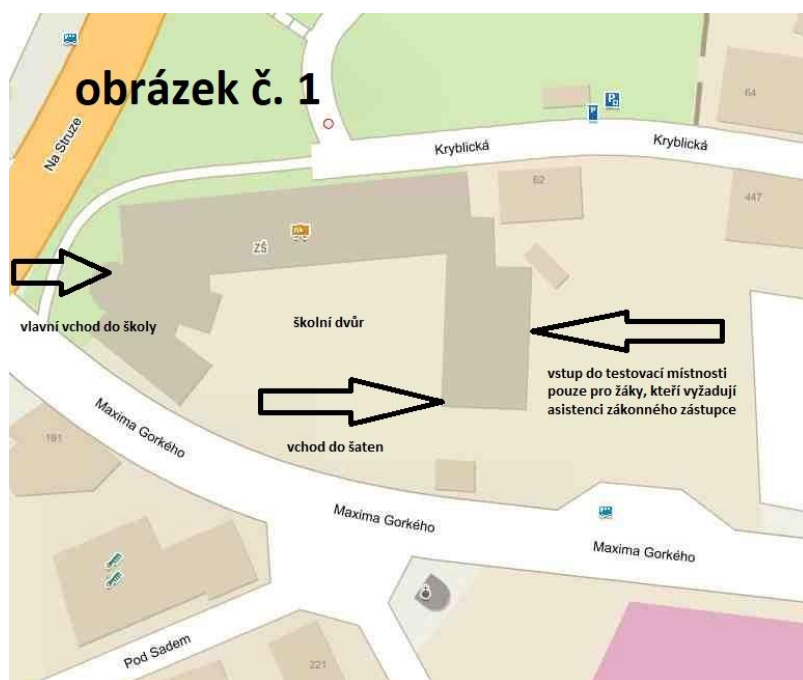 obrázek č. 1
Na Struze
64
Kryblická
Kryblická
62
447
ZŠ
vlavní vchod do školy
školní dvůr
vstup do testovací místnosti
pouze pro žáky, kteří vyžadují
asistenci zákonného zástupce
Maxima Gorkého
vchod do šaten
181
Maxima Gorkého
Maxima Gorkého
Pod Sadem
221
P